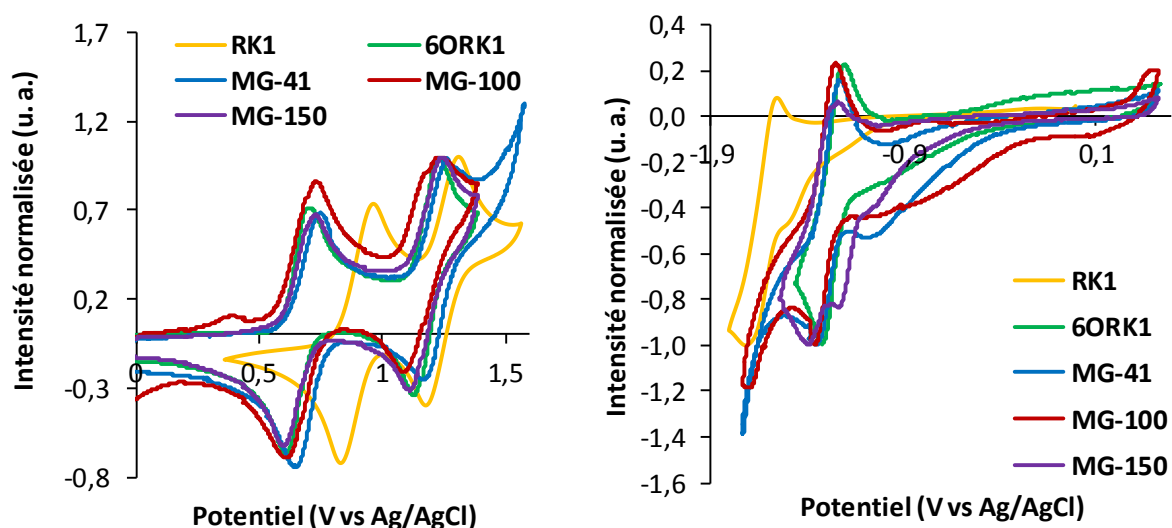 Intensité normalisée (u. a.)
1,7
1,2
0,7
0,2
-0,3
-0,8
RK1
6ORK1
MG-41
MG-100
MG-150
0
0,5
1
1,5
Potentiel (V vs Ag/AgCl)
Intensité normalisée (u. a.)
0,4
0,2
0,0
-0,2
-0,4
-0,6
-0,8
-1,0
-1,2
-1,4
-1,6
-1,9
-0,9
0,1
RK1
6ORK1
MG-41
MG-100
MG-150
Potentiel (V vs Ag/AgCl)